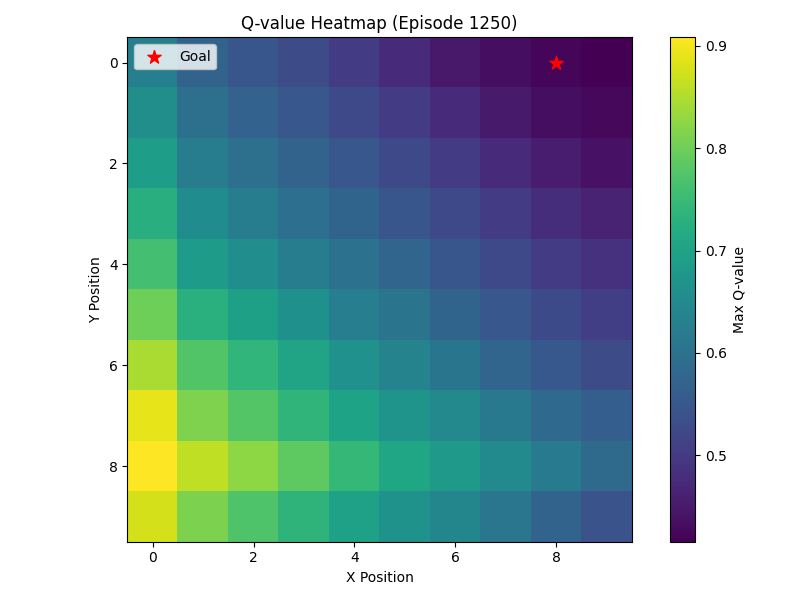 Q-value Heatmap (Episode 1250)
Goal
0
2
4
6
8
Y Position
0 2 4 6 8
X Position
0.9
0.8
0.7
0.6
0.5
Max Q-value